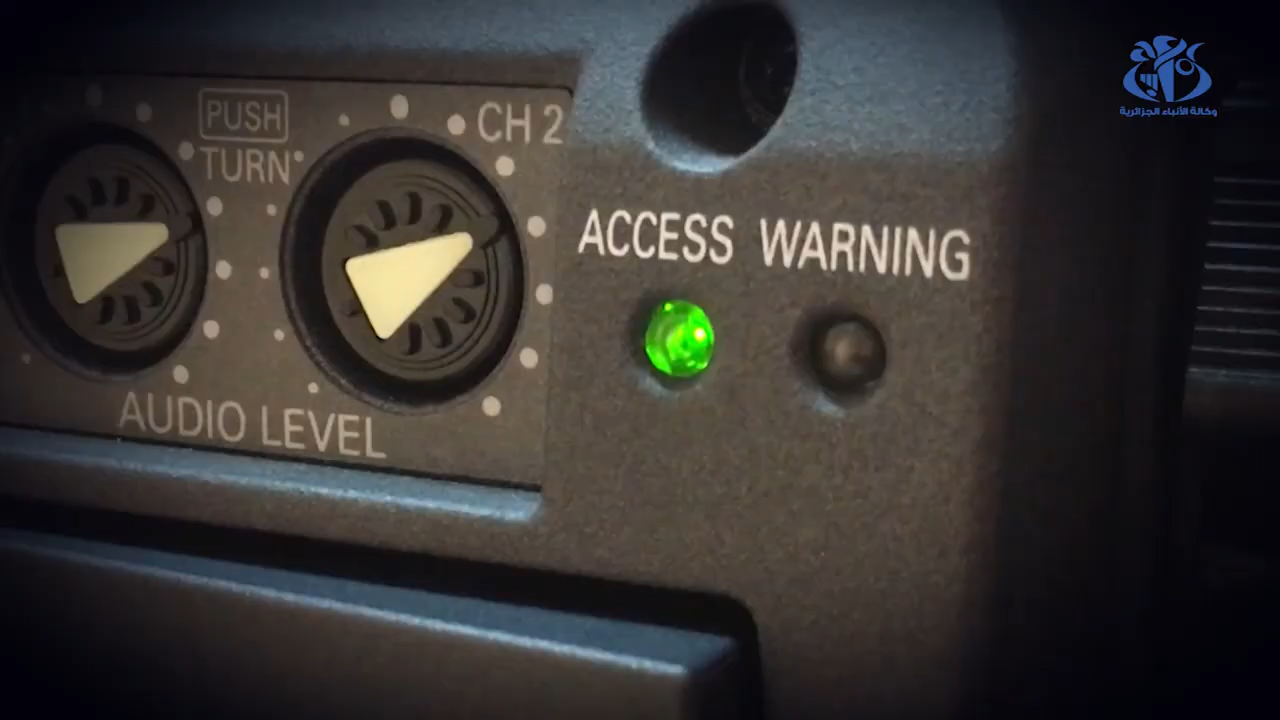 PUSH
TURN
CH 2
ACCESS WARNING
AUDIO LEVEL
وكالة الأنباء الجزائرية